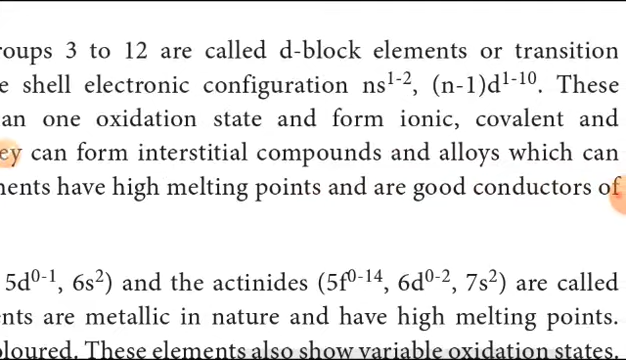 roups 3 to 12 are called d-block elements or transition
e shell electronic configuration ns¹⁻², (n-1)d¹⁻¹⁰. These
an one oxidation state and form ionic, covalent and
ey can form interstitial compounds and alloys which can
nents have high melting points and are good conductors of
5d⁰⁻¹, 6s²) and the actinides (5f⁰⁻¹⁴, 6d⁰⁻², 7s²) are called
ents are metallic in nature and have high melting points.
oloured. These elements also show variable oxidation states.